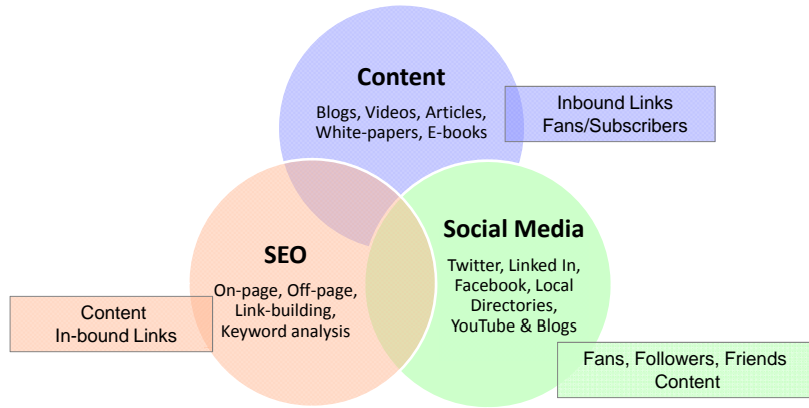 Content
Blogs, Videos, Articles,
White-papers, E-books
Inbound Links
Fans/Subscribers
SEO
On-page, Off-page,
Link-building,
Keyword analysis
Content
In-bound Links
Social Media
Twitter, Linked In,
Facebook, Local
Directories,
YouTube & Blogs
Fans, Followers, Friends
Content